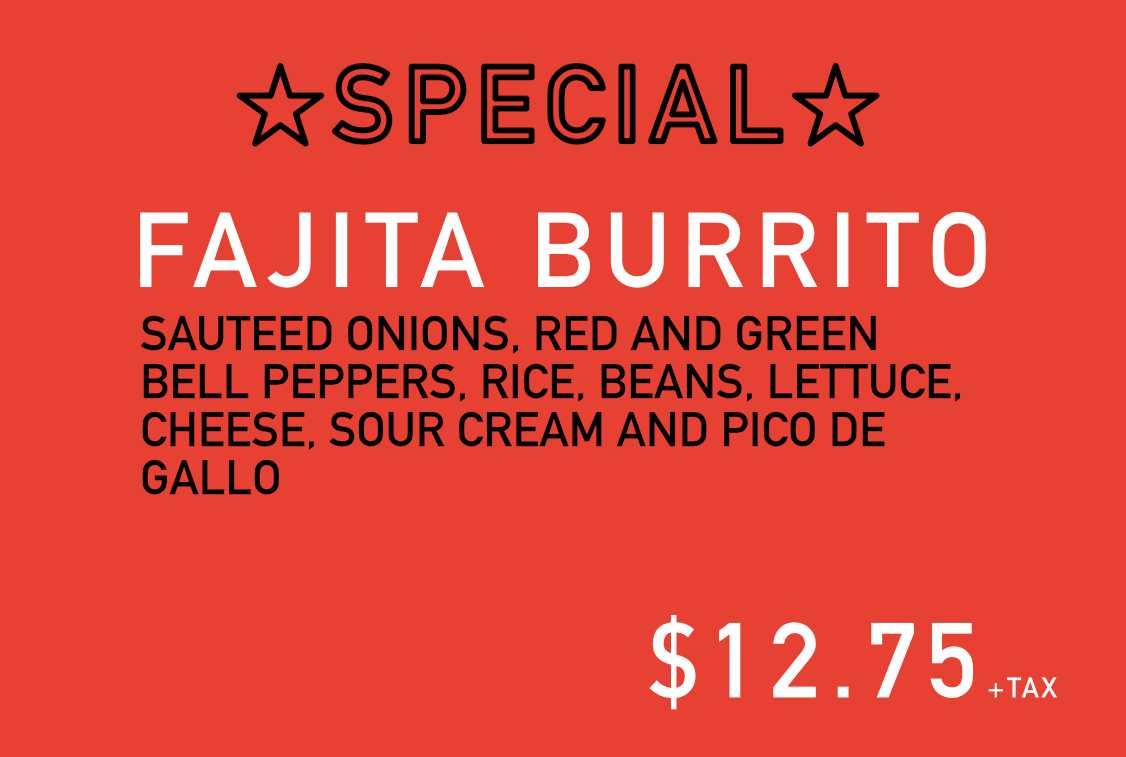 ☆SPECIAL☆
FAJITA BURRITO
SAUTEED ONIONS, RED AND GREEN
BELL PEPPERS, RICE, BEANS, LETTUCE,
CHEESE, SOUR CREAM AND PICO DE
GALLO
$12.75 +TAX